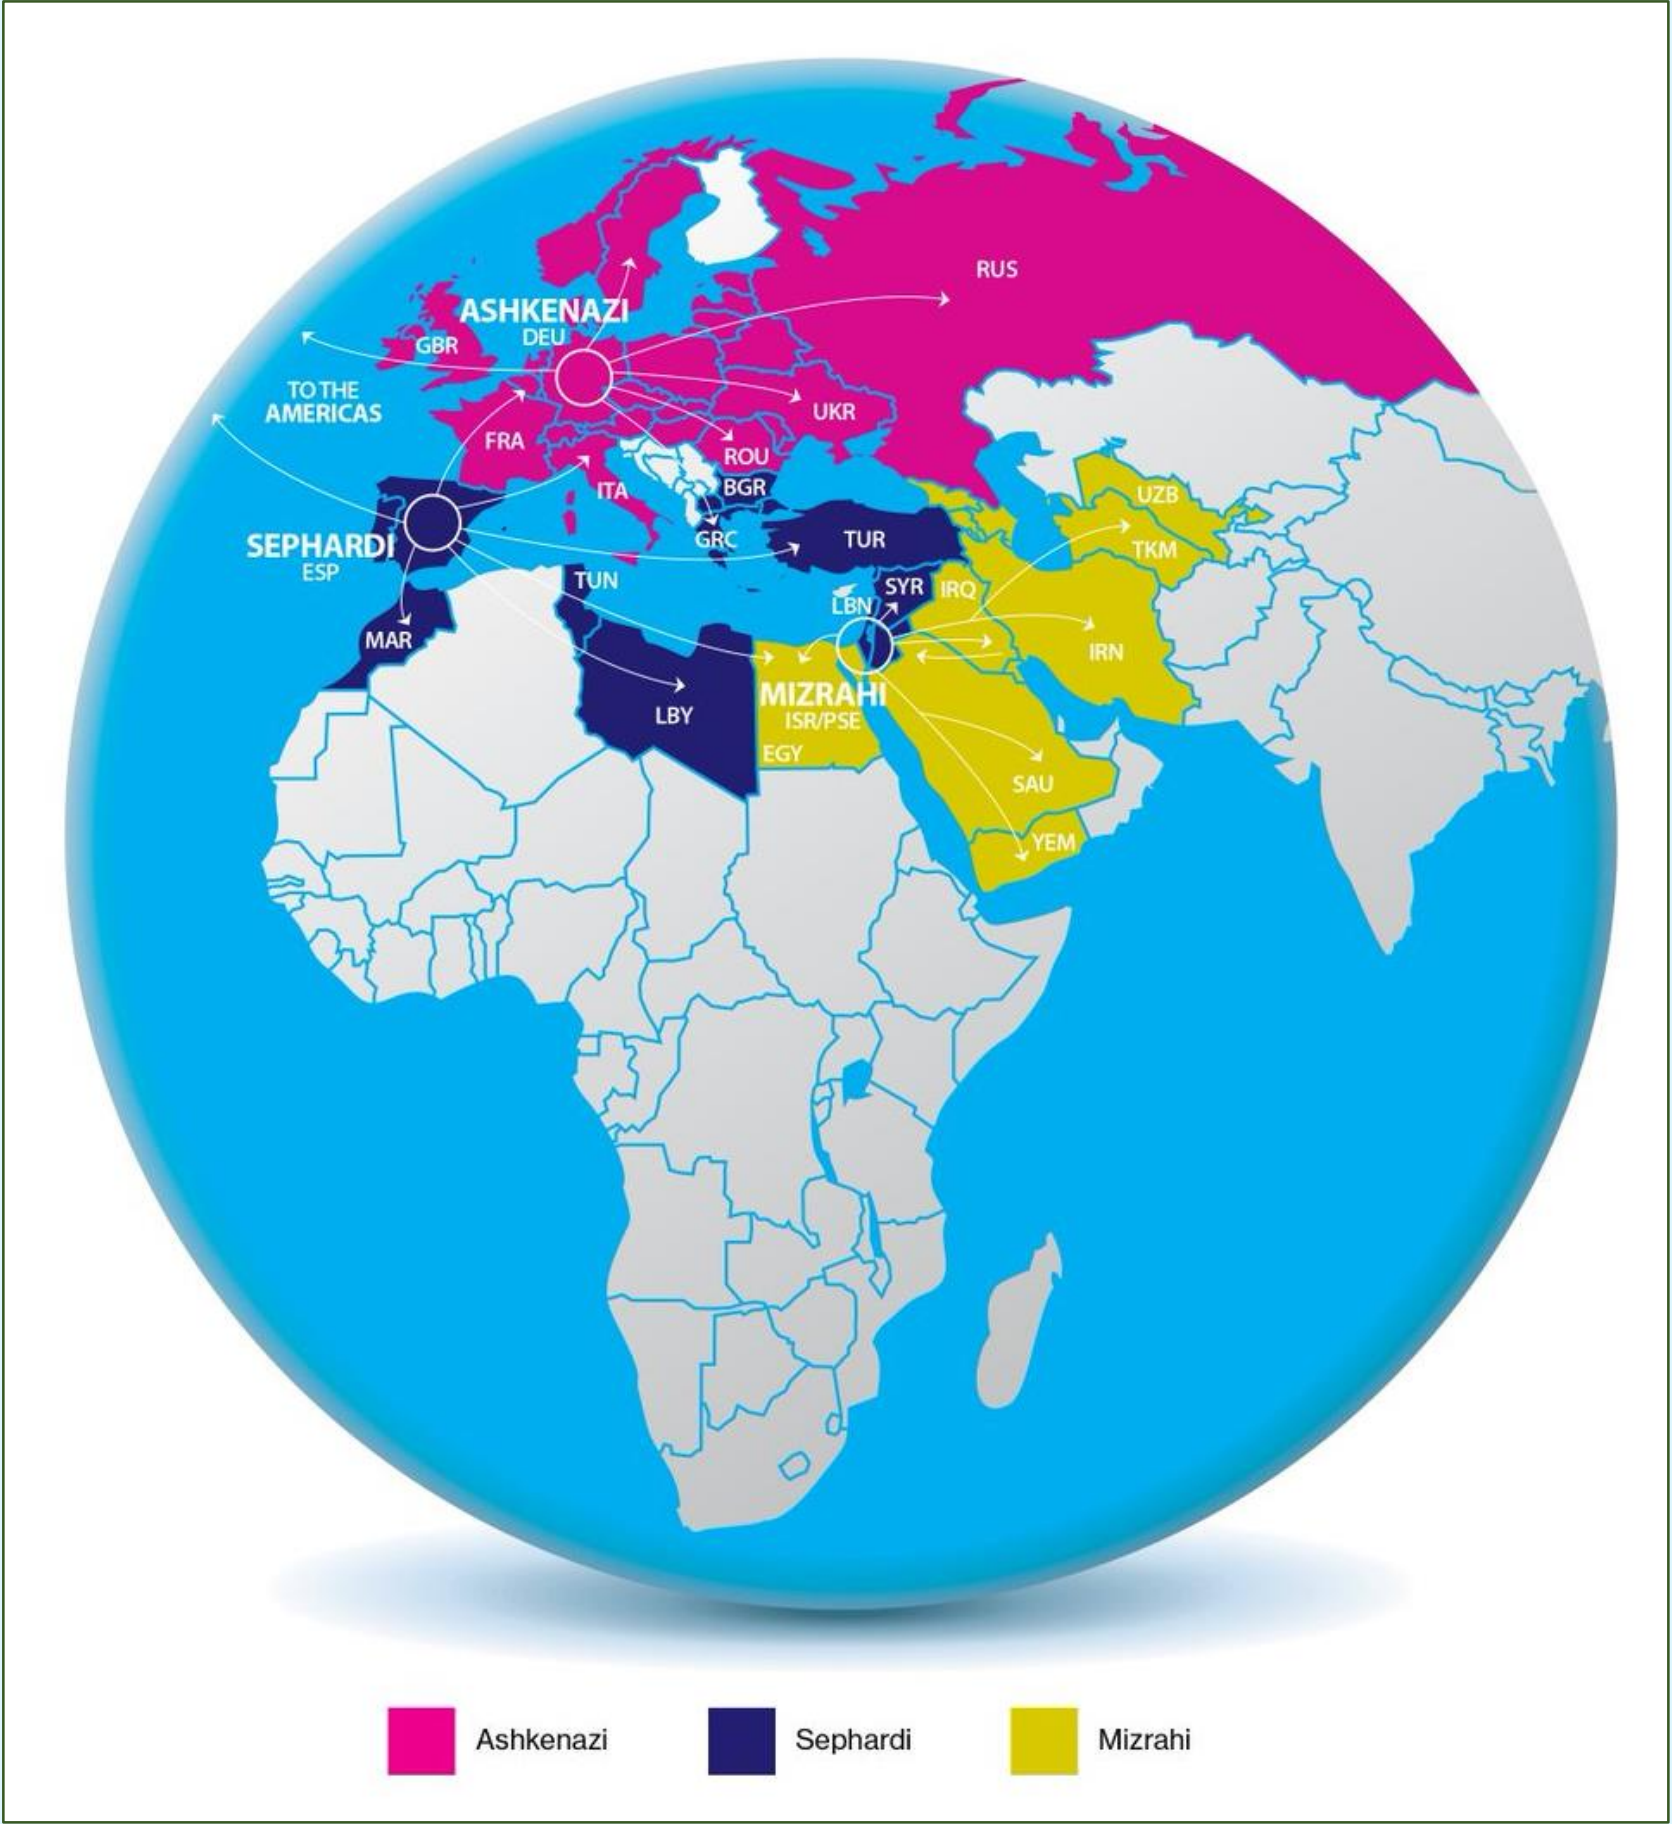 RUS
ASHKENAZI
DEU
GBR
TO THE
AMERICAS
UKR
FRA
ROU
ITA
BGR
UZB
SEPHARDI
ESP
GRC
TUR
TKM
TUN
SYR
IRQ
LBN
MAR
IRN
MIZRAHI
ISR/PSE
LBY
EGY
SAU
YEM
Ashkenazi
Sephardi
Mizrahi